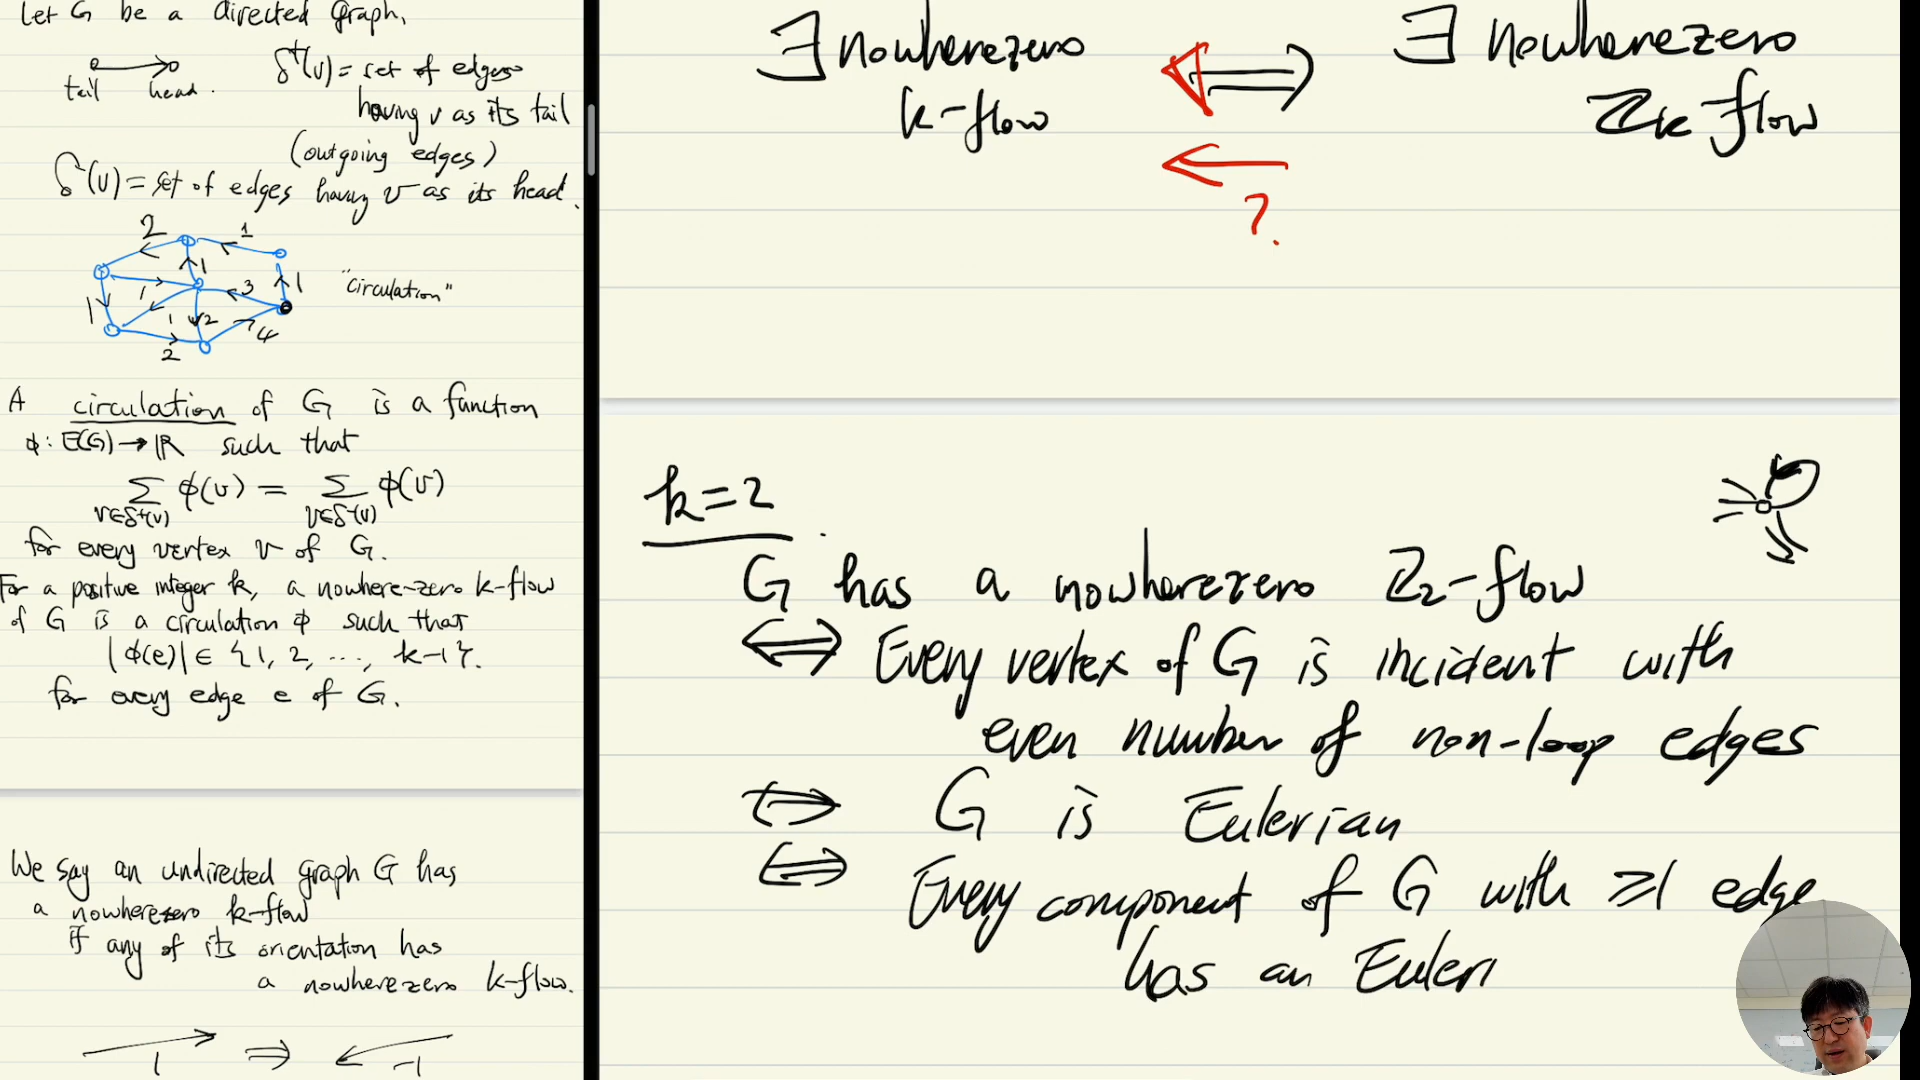 Let G be a directed graph,
tail head.
δ⁺(v) = set of edges
having v as its tail
(outgoing edges)
δ⁻(v) = set of edges having v as its head.
2 1
1 1 3 1 "circulation"
1 1 2 4
2
A circulation of G is a function
ϕ: E(G) → ℝ such that
∑ ϕ(v) = ∑ ϕ(v)
v∈δ⁺(v) v∈δ⁻(v)
for every vertex v of G.
For a positive integer k, a nowhere-zero k-flow
of G is a circulation ϕ such that
|ϕ(e)| ∈ {1, 2, ..., k-1}.
for every edge e of G.
We say an undirected graph G has
a nowherezero k-flow
if any of its orientation has
a nowherezero k-flow.
1 ⇒ -1
∃ nowherezero ⇔ ∃ nowherezero
k-flow ℤₖ-flow
← ?
k=2
G has a nowherezero ℤ₂-flow
⇔ Every vertex of G is incident with
even number of non-loop edges
⇔ G is Eulerian
⇔ Every component of G with ≥1 edge
has an Euleri